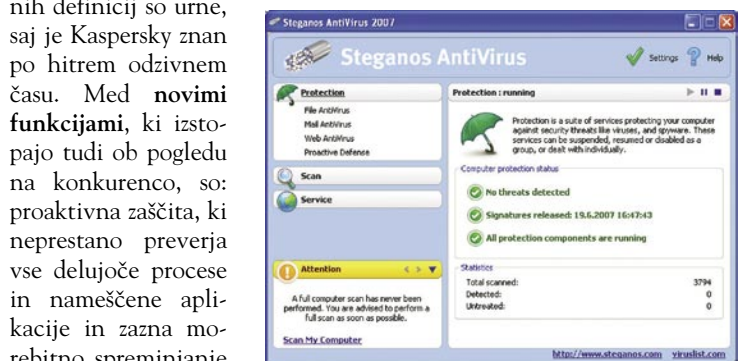 nih definicij so urne,
saj je Kaspersky znan
po hitrem odzivnem
času. Med novimi
funkcijami, ki izsto-
pajo tudi ob pogledu
na konkurenco, so:
proaktivna zaščita, ki
neprestano preverja
vse delujoče procese
in nameščene apli-
kacije in zazna mo-
rebitno spreminjanje
Steganos AntiVirus 2007
Steganos AntiVirus
Settings
Help
Protection
File AntiVirus
Mail AntiVirus
Web AntiVirus
Proactive Defense
Scan
Service
Attention
A full computer scan has never been
performed. You are advised to perform a
full scan as soon as possible.
Scan My Computer
Protection : running
Protection is a suite of services protecting your computer
against security threats like viruses, and spyware. These
services can be suspended, resumed or disabled as a
group, or dealt with individually.
Computer protection status
No threats detected
Signatures released: 19.6.2007 16:47:43
All protection components are running
Statistics
Total scanned: 3794
Detected: 0
Untreated: 0
http://www.steganos.com viruslist.com